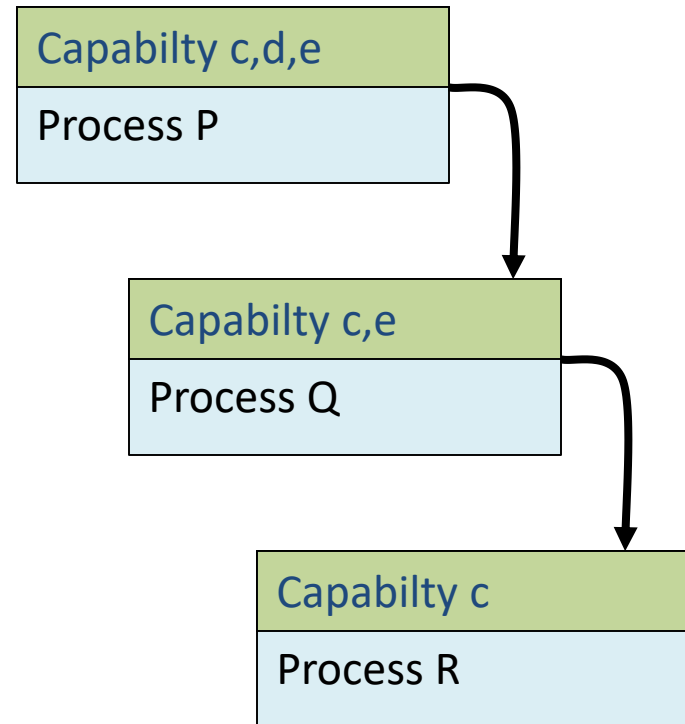 Capabilty c,d,e
Process P
Capabilty c,e
Process Q
Capabilty c
Process R